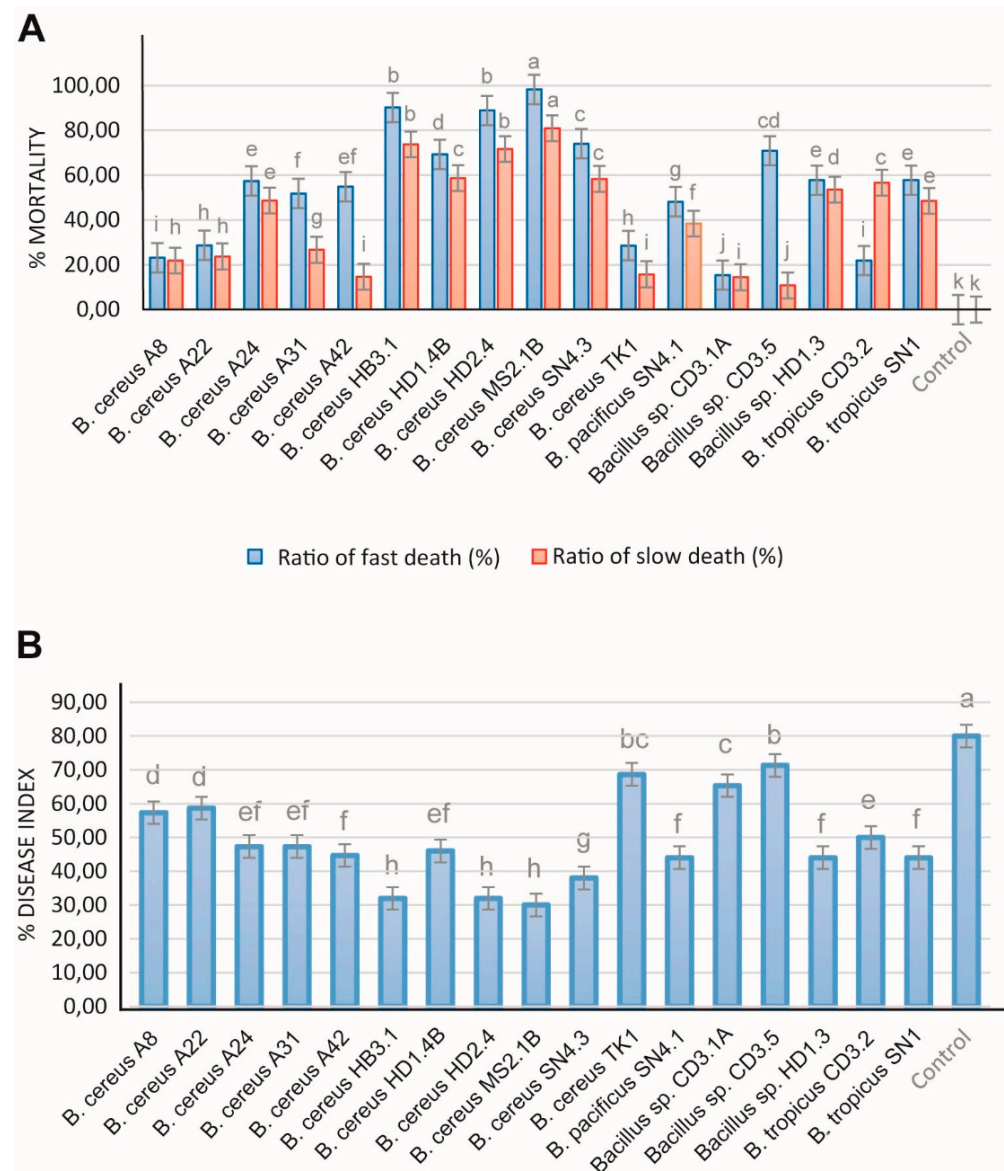 A
% MORTALITY
100,00
80,00
60,00
40,00
20,00
0,00
i h h h e e f g ef i b b d c b b a a c c h i g f j i cd j e d i c e e k k
B. cereus A8
B. cereus A22
B. cereus A24
B. cereus A31
B. cereus A42
B. cereus HB3.1
B. cereus HD1.4B
B. cereus HD2.4
B. cereus MS2.1B
B. cereus SN4.3
B. cereus TK1
B. pacificus SN4.1
Bacillus sp. CD3.1A
Bacillus sp. CD3.5
Bacillus sp. HD1.3
B. tropicus CD3.2
B. tropicus SN1
Control
Ratio of fast death (%)
Ratio of slow death (%)
B
% DISEASE INDEX
90,00
80,00
70,00
60,00
50,00
40,00
30,00
20,00
10,00
0,00
d d ef ef f h ef h h g bc f c b f e f a
B. cereus A8
B. cereus A22
B. cereus A24
B. cereus A31
B. cereus A42
B. cereus HB3.1
B. cereus HD1.4B
B. cereus HD2.4
B. cereus MS2.1B
B. cereus SN4.3
B. cereus TK1
B. pacificus SN4.1
Bacillus sp. CD3.1A
Bacillus sp. CD3.5
Bacillus sp. HD1.3
B. tropicus CD3.2
B. tropicus SN1
Control